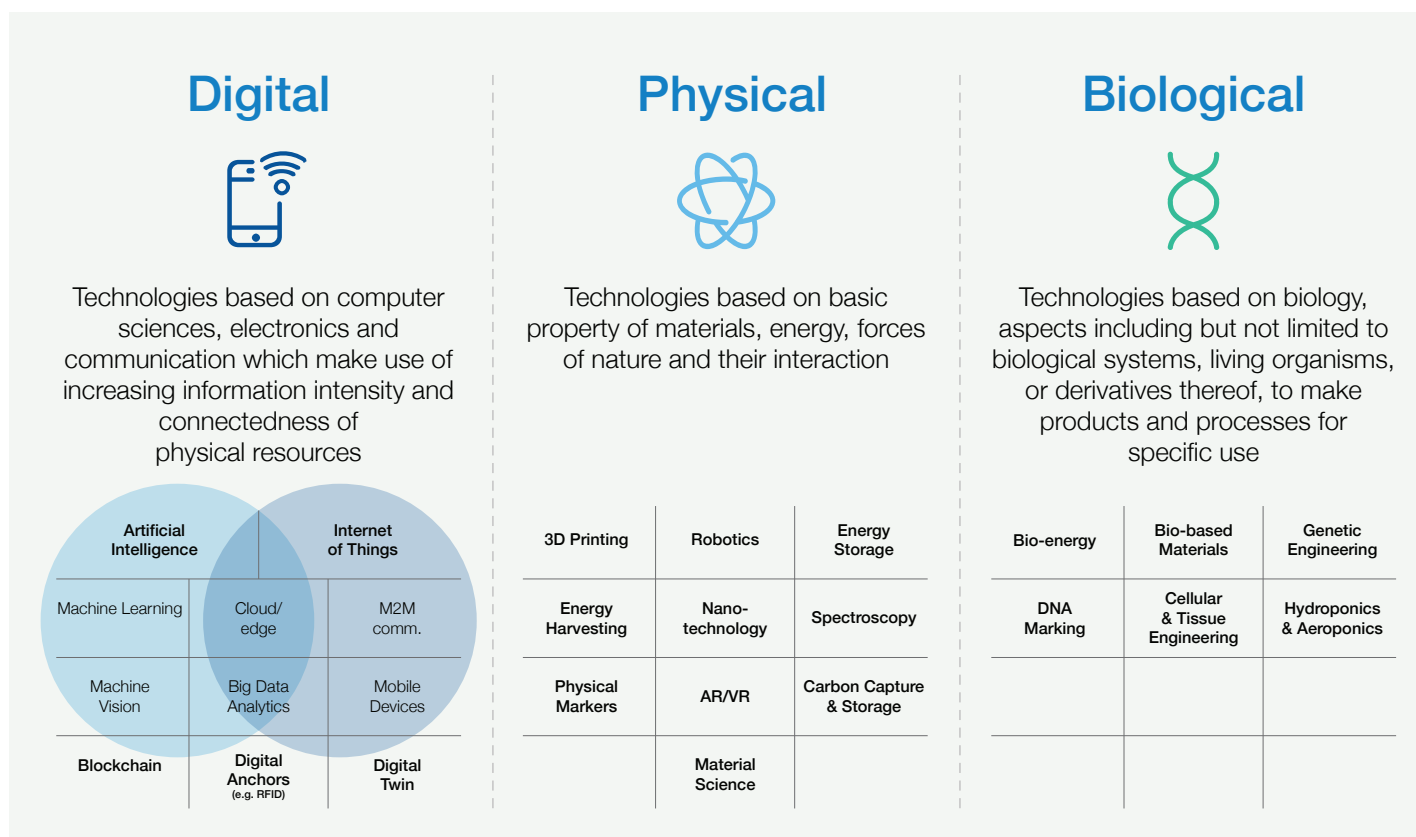 Digital
Technologies based on computer
sciences, electronics and
communication which make use of
increasing information intensity and
connectedness of
physical resources
Artificial
Intelligence
Internet
of Things
Machine Learning
Cloud/
edge
M2M
comm.
Machine
Vision
Big Data
Analytics
Mobile
Devices
Blockchain
Digital
Anchors
(e.g. RFID)
Digital
Twin
Physical
Technologies based on basic
property of materials, energy, forces
of nature and their interaction
3D Printing
Robotics
Energy
Storage
Energy
Harvesting
Nano-
technology
Spectroscopy
Physical
Markers
AR/VR
Carbon Capture
& Storage
Material
Science
Biological
Technologies based on biology,
aspects including but not limited to
biological systems, living organisms,
or derivatives thereof, to make
products and processes for
specific use
Bio-energy
Bio-based
Materials
Genetic
Engineering
DNA
Marking
Cellular
& Tissue
Engineering
Hydroponics
& Aeroponics